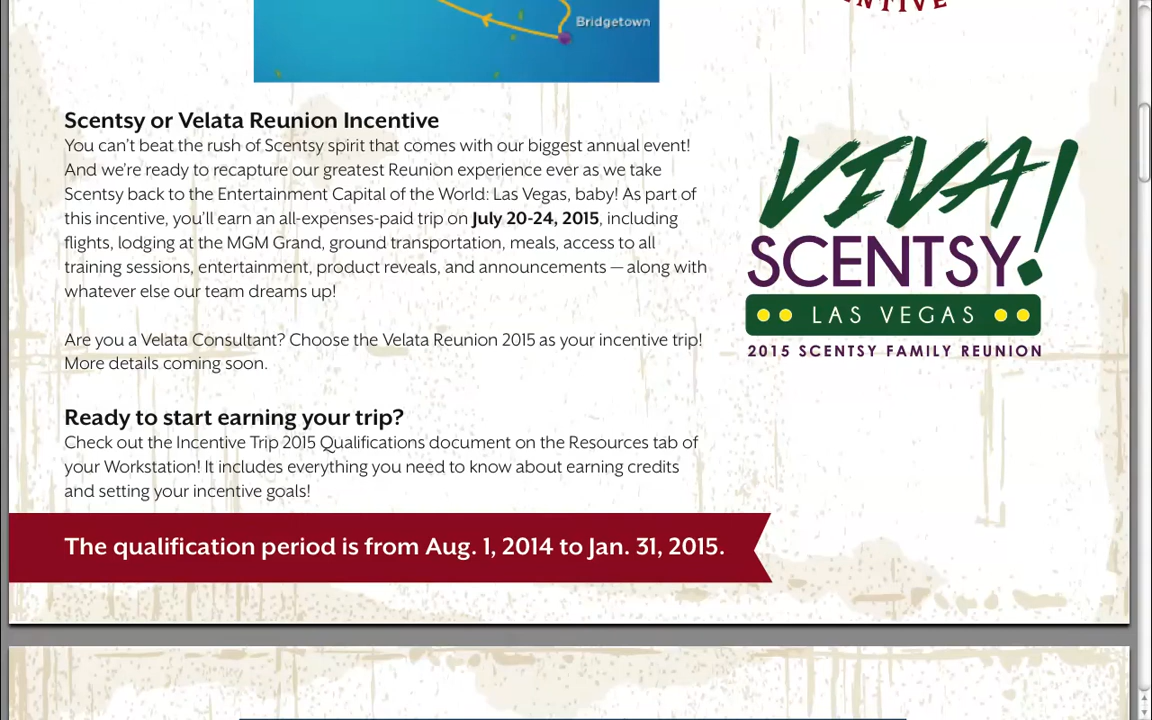 Bridgetown
Scentsy or Velata Reunion Incentive
You can't beat the rush of Scentsy spirit that comes with our biggest annual event!
And we're ready to recapture our greatest Reunion experience ever as we take
Scentsy back to the Entertainment Capital of the World: Las Vegas, baby! As part of
this incentive, you'll earn an all-expenses-paid trip on July 20-24, 2015, including
flights, lodging at the MGM Grand, ground transportation, meals, access to all
training sessions, entertainment, product reveals, and announcements — along with
whatever else our team dreams up!
Are you a Velata Consultant? Choose the Velata Reunion 2015 as your incentive trip!
More details coming soon.
Ready to start earning your trip?
Check out the Incentive Trip 2015 Qualifications document on the Resources tab of
your Workstation! It includes everything you need to know about earning credits
and setting your incentive goals!
The qualification period is from Aug. 1, 2014 to Jan. 31, 2015.
VIVA!
SCENTSY
LAS VEGAS
2015 SCENTSY FAMILY REUNION